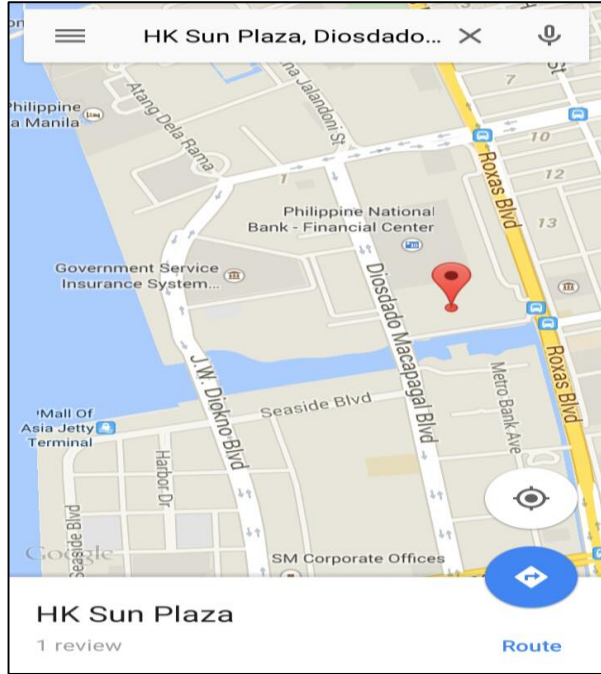 HK Sun Plaza, Diosdado...
Atang Dela Rama
Jalandoni St
7
Philippine
a Manila
10
12
1
Roxas Blvd
Philippine National
Bank - Financial Center
13
Government Service
Insurance System...
Diosdado Macapagal Blvd
J.W. Diokno Blvd
Roxas Blvd
Metro Bank Ave
Seaside Blvd
Mall Of
Asia Jetty
Terminal
Harbor Dr
Seaside Blvd
Google
SM Corporate Offices
HK Sun Plaza
1 review
Route